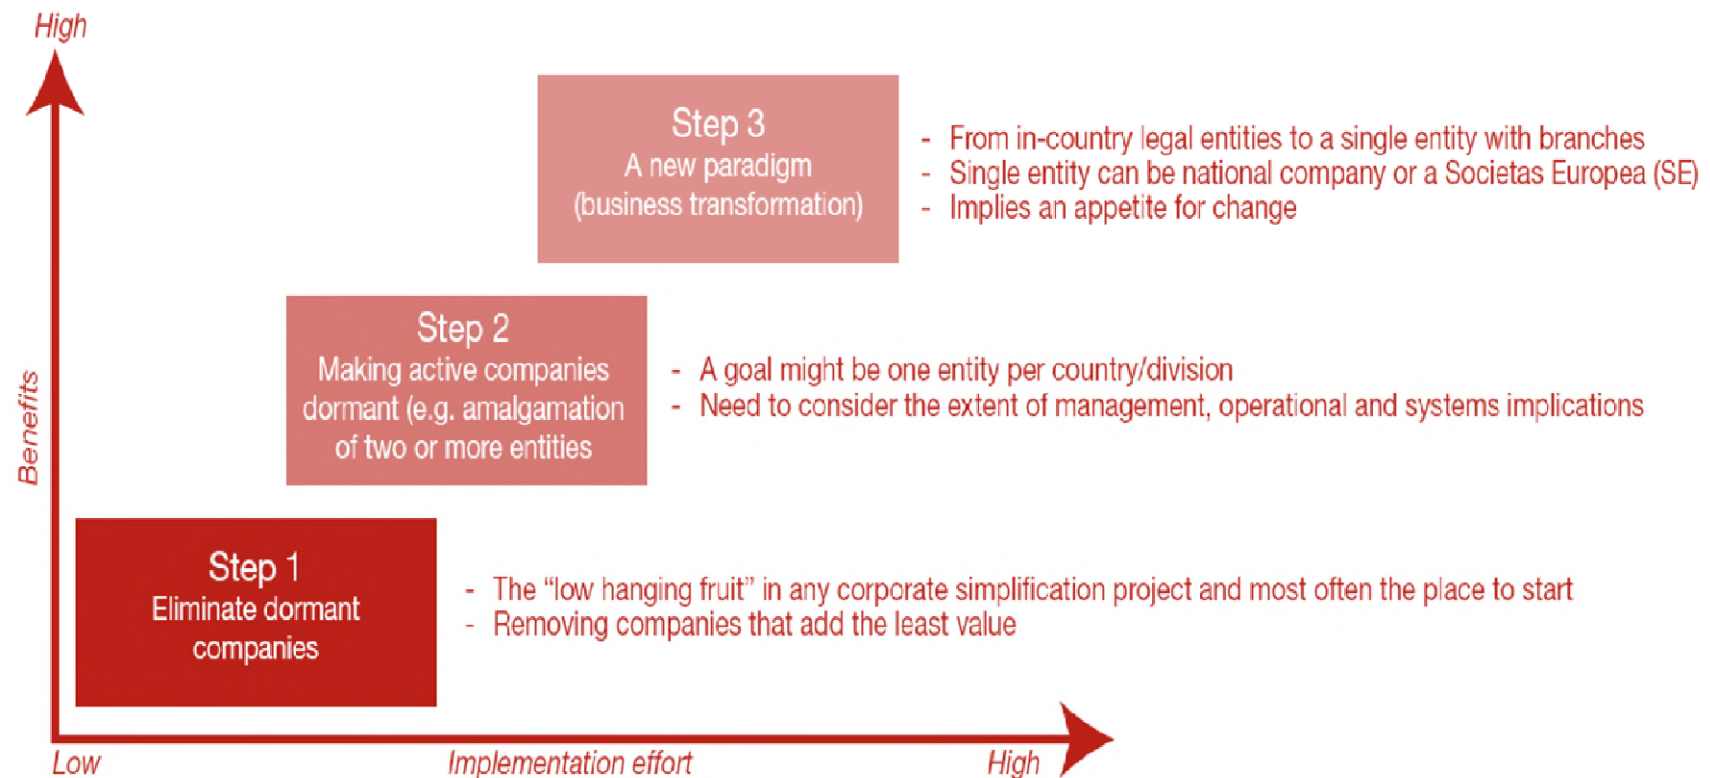 High
Step 3
A new paradigm
(business transformation)
- From in-country legal entities to a single entity with branches
- Single entity can be national company or a Societas Europea (SE)
- Implies an appetite for change
Step 2
Making active companies
dormant (e.g. amalgamation
of two or more entities
- A goal might be one entity per country/division
- Need to consider the extent of management, operational and systems implications
Benefits
Step 1
Eliminate dormant
companies
- The “low hanging fruit” in any corporate simplification project and most often the place to start
- Removing companies that add the least value
Low
Implementation effort
High